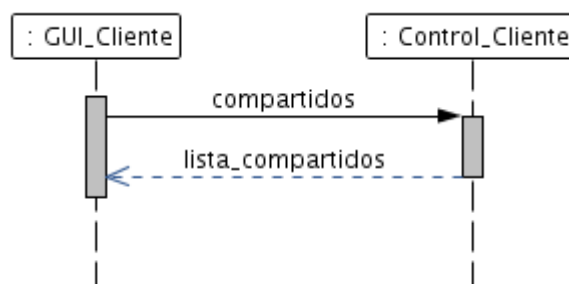 : GUI_Cliente
: Control_Cliente
compartidos
lista_compartidos